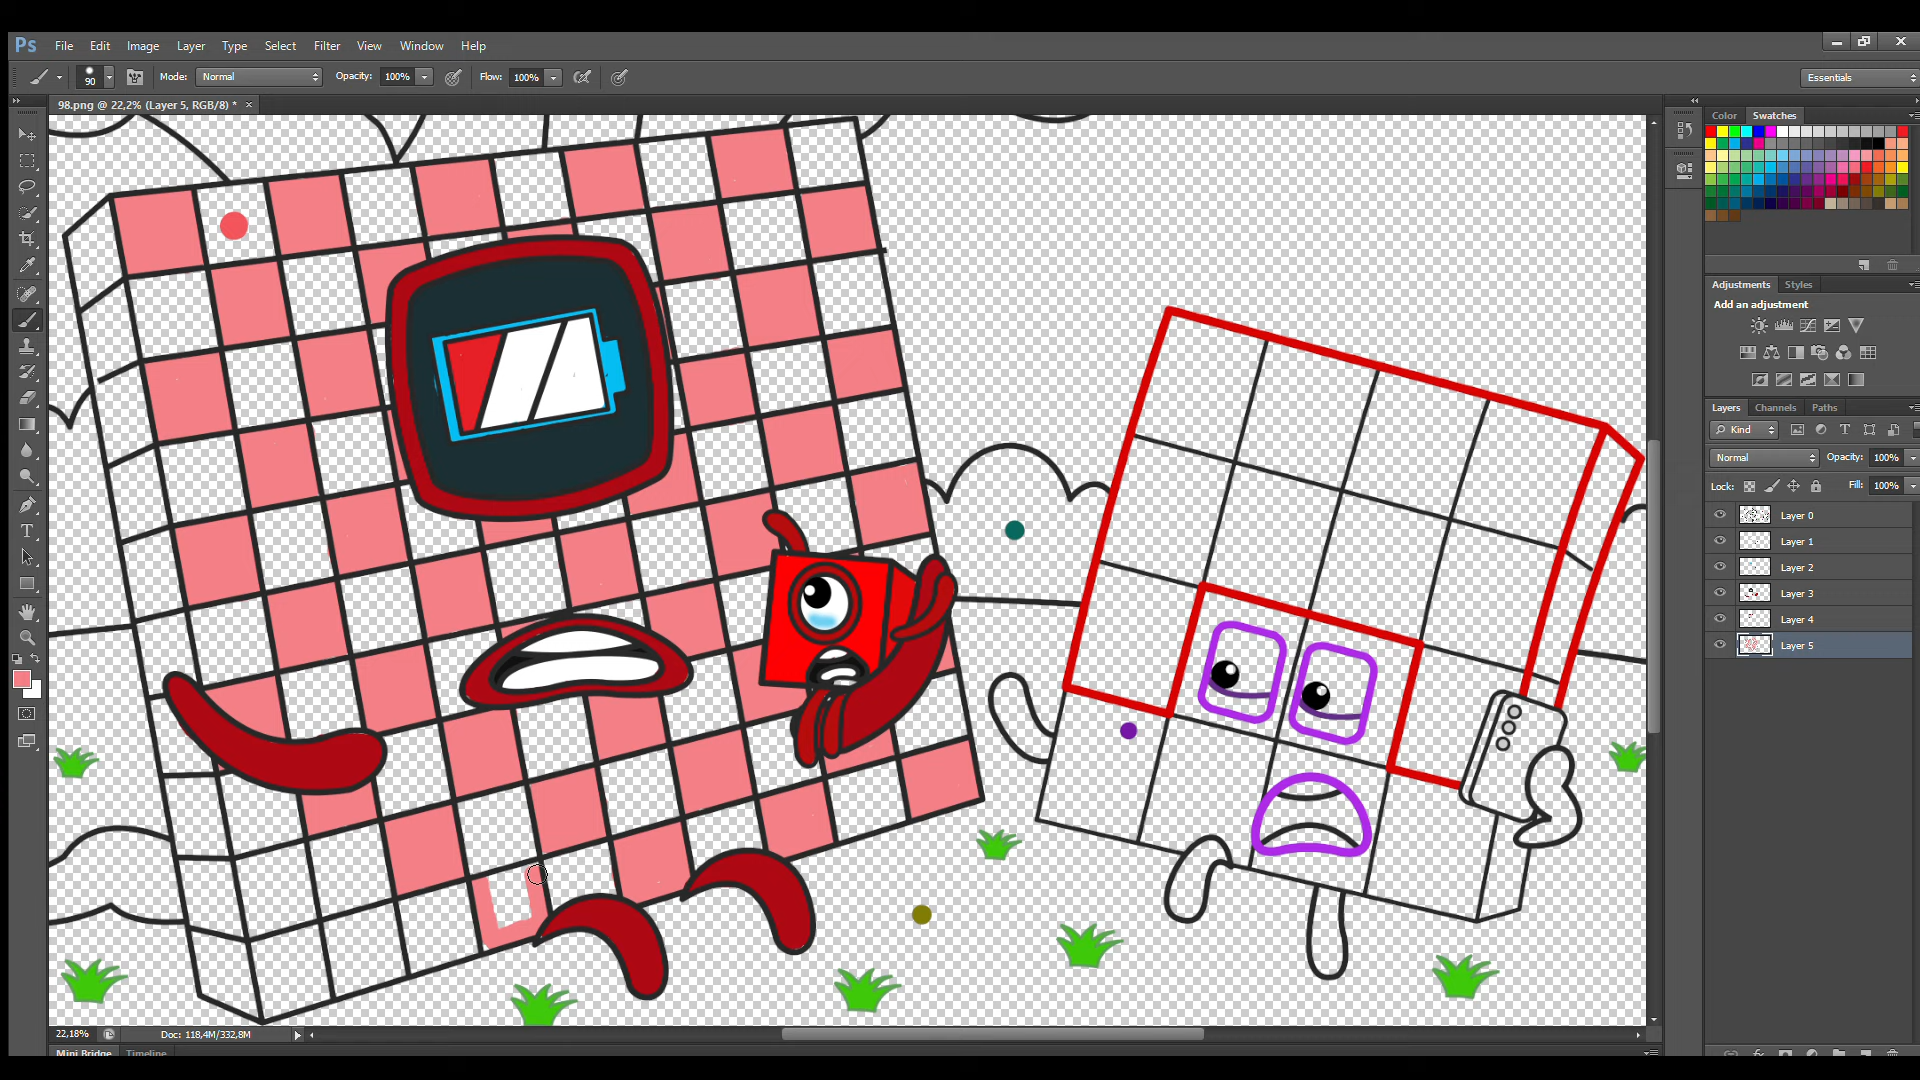 Ps File Edit Image Layer Type Select Filter View Window Help
90 Mode: Normal Opacity: 100% Flow: 100% Essentials
98.png @ 22,2% (Layer 5, RGB/8) * ×
Color Swatches
Adjustments Styles
Add an adjustment
Layers Channels Paths
Kind
Normal Opacity: 100%
Lock: Fill: 100%
Layer 0
Layer 1
Layer 2
Layer 3
Layer 4
Layer 5
22,18% Doc: 118,4M/332,8M
Mini Bridge Timeline